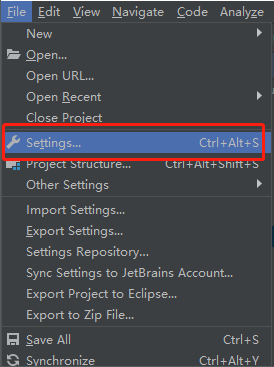 File Edit View Navigate Code Analyze
New
Open...
Open URL...
Open Recent
Close Project
Settings... Ctrl+Alt+S
Project Structure... Ctrl+Alt+Shift+S
Other Settings
Import Settings...
Export Settings...
Settings Repository...
Sync Settings to JetBrains Account...
Export Project to Eclipse...
Export to Zip File...
Save All Ctrl+S
Synchronize Ctrl+Alt+Y